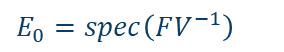 E₀ = spec(FV⁻¹)